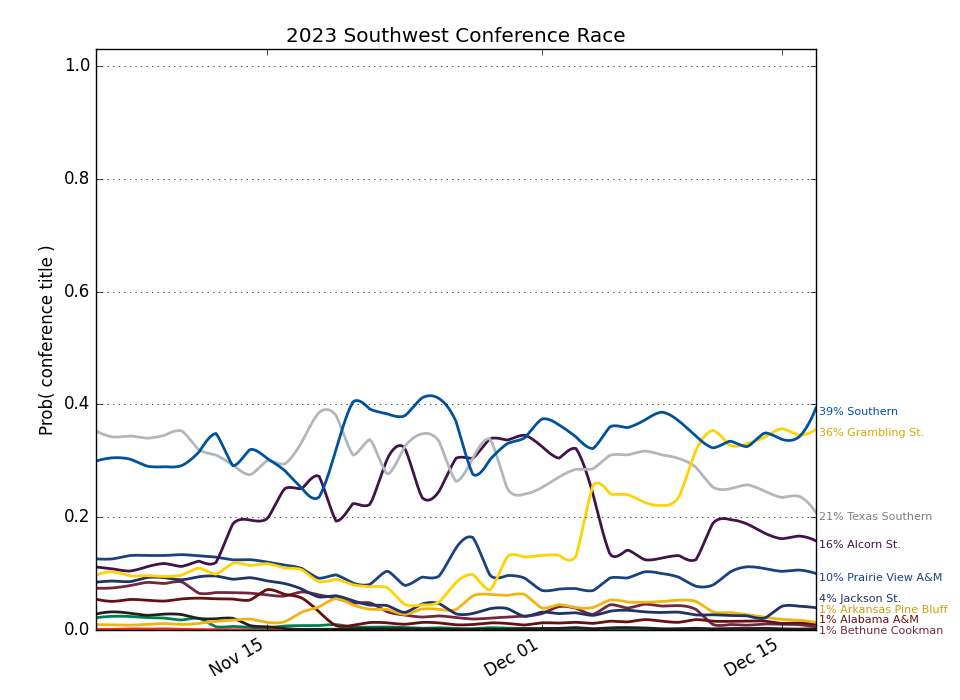 2023 Southwest Conference Race
Prob( conference title )
1.0
0.8
0.6
0.4
0.2
0.0
Nov 15
Dec 01
Dec 15
39% Southern
36% Grambling St.
21% Texas Southern
16% Alcorn St.
10% Prairie View A&M
4% Jackson St.
1% Arkansas Pine Bluff
1% Alabama A&M
1% Bethune Cookman